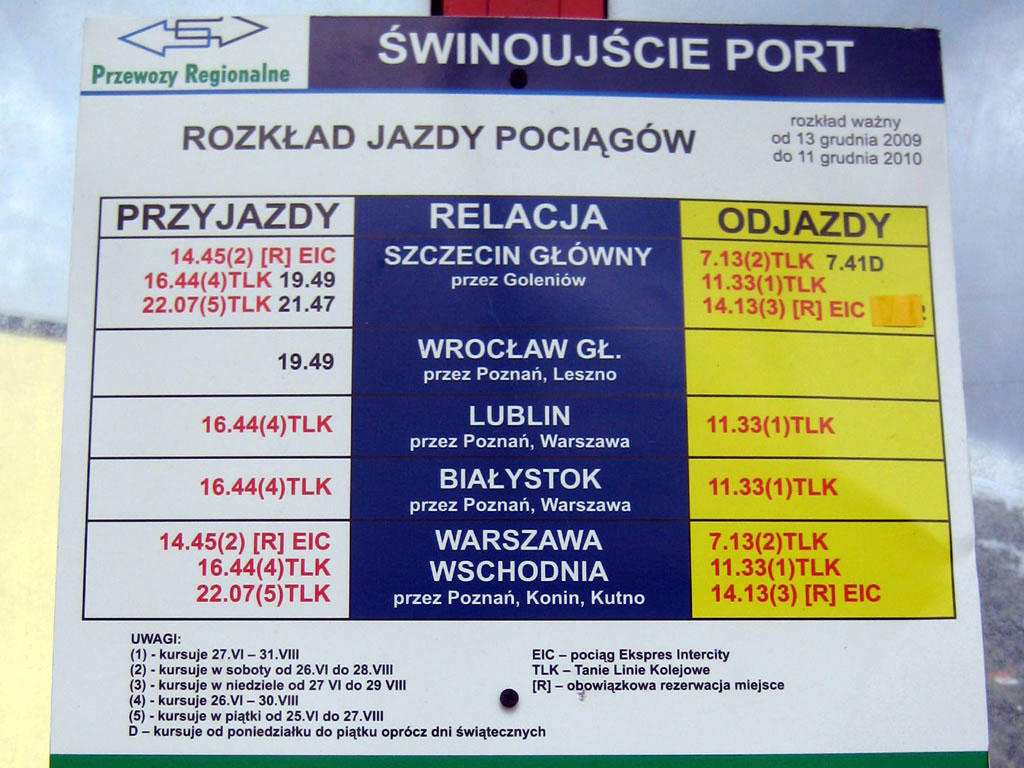 Przewozy Regionalne
ŚWINOUJŚCIE PORT
ROZKŁAD JAZDY POCIĄGÓW
rozkład ważny
od 13 grudnia 2009
do 11 grudnia 2010
PRZYJAZDY RELACJA ODJAZDY
14.45(2) [R] EIC SZCZECIN GŁÓWNY 7.13(2)TLK 7.41D
16.44(4)TLK 19.49 przez Goleniów 11.33(1)TLK
22.07(5)TLK 21.47 14.13(3) [R] EIC
19.49 WROCŁAW GŁ.
przez Poznań, Leszno
16.44(4)TLK LUBLIN 11.33(1)TLK
przez Poznań, Warszawa
16.44(4)TLK BIAŁYSTOK 11.33(1)TLK
przez Poznań, Warszawa
14.45(2) [R] EIC WARSZAWA 7.13(2)TLK
16.44(4)TLK WSCHODNIA 11.33(1)TLK
22.07(5)TLK przez Poznań, Konin, Kutno 14.13(3) [R] EIC
UWAGI:
(1) - kursuje 27.VI – 31.VIII
(2) - kursuje w soboty od 26.VI do 28.VIII
(3) - kursuje w niedziele od 27 VI do 29 VIII
(4) - kursuje 26.VI – 30.VIII
(5) - kursuje w piątki od 25.VI do 27.VIII
D – kursuje od poniedziałku do piątku oprócz dni świątecznych
EIC – pociąg Ekspres Intercity
TLK – Tanie Linie Kolejowe
[R] – obowiązkowa rezerwacja miejsce